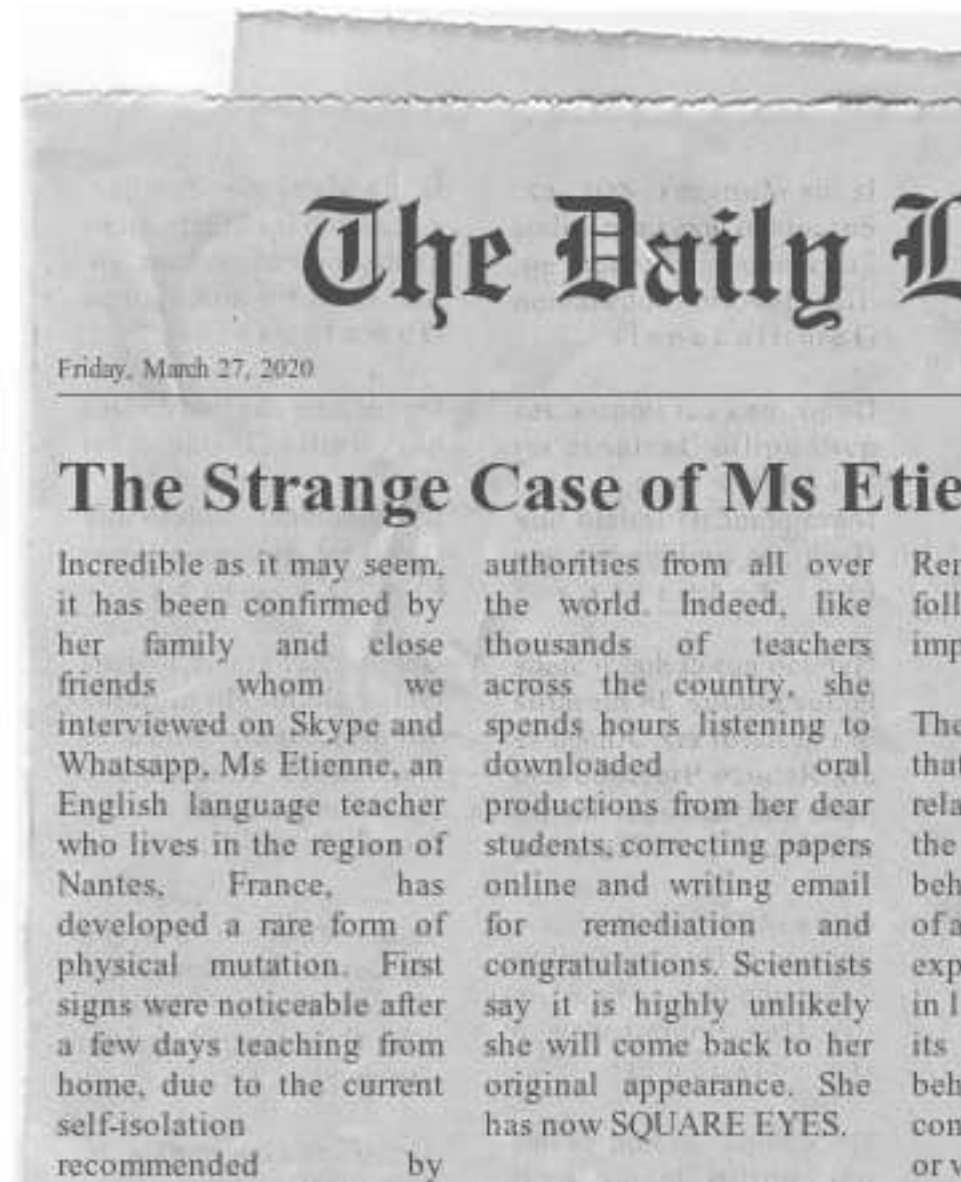 The Daily
Friday, March 27, 2020
The Strange Case of Ms
Incredible as it may seem,
it has been confirmed by
her family and close
friends whom we
interviewed on Skype and
Whatsapp, Ms Etienne, an
English language teacher
who lives in the region of
Nantes, France, has
developed a rare form of
physical mutation. First
signs were noticeable after
a few days teaching from
home, due to the current
self-isolation
recommended by
authorities from all over
the world. Indeed, like
thousands of teachers
across the country, she
spends hours listening to
downloaded oral
productions from her dear
students, correcting papers
online and writing email
for remediation and
congratulations. Scientists
say it is highly unlikely
she will come back to her
original appearance. She
has now SQUARE EYES.
The
the
of a
in
its
or